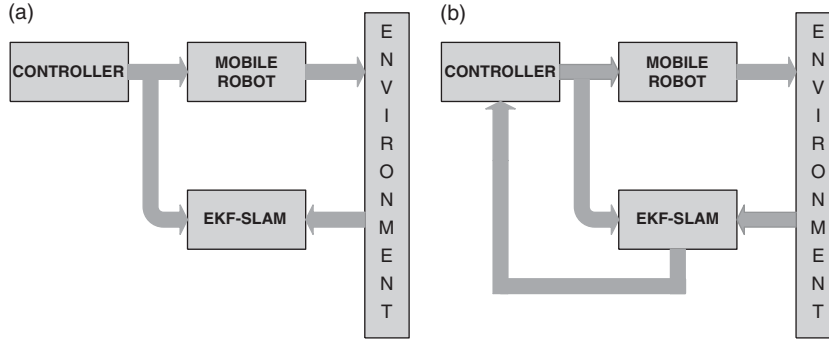 (a)
CONTROLLER
MOBILE
ROBOT
EKF-SLAM
E
N
V
I
R
O
N
M
E
N
T
(b)
CONTROLLER
MOBILE
ROBOT
EKF-SLAM
E
N
V
I
R
O
N
M
E
N
T